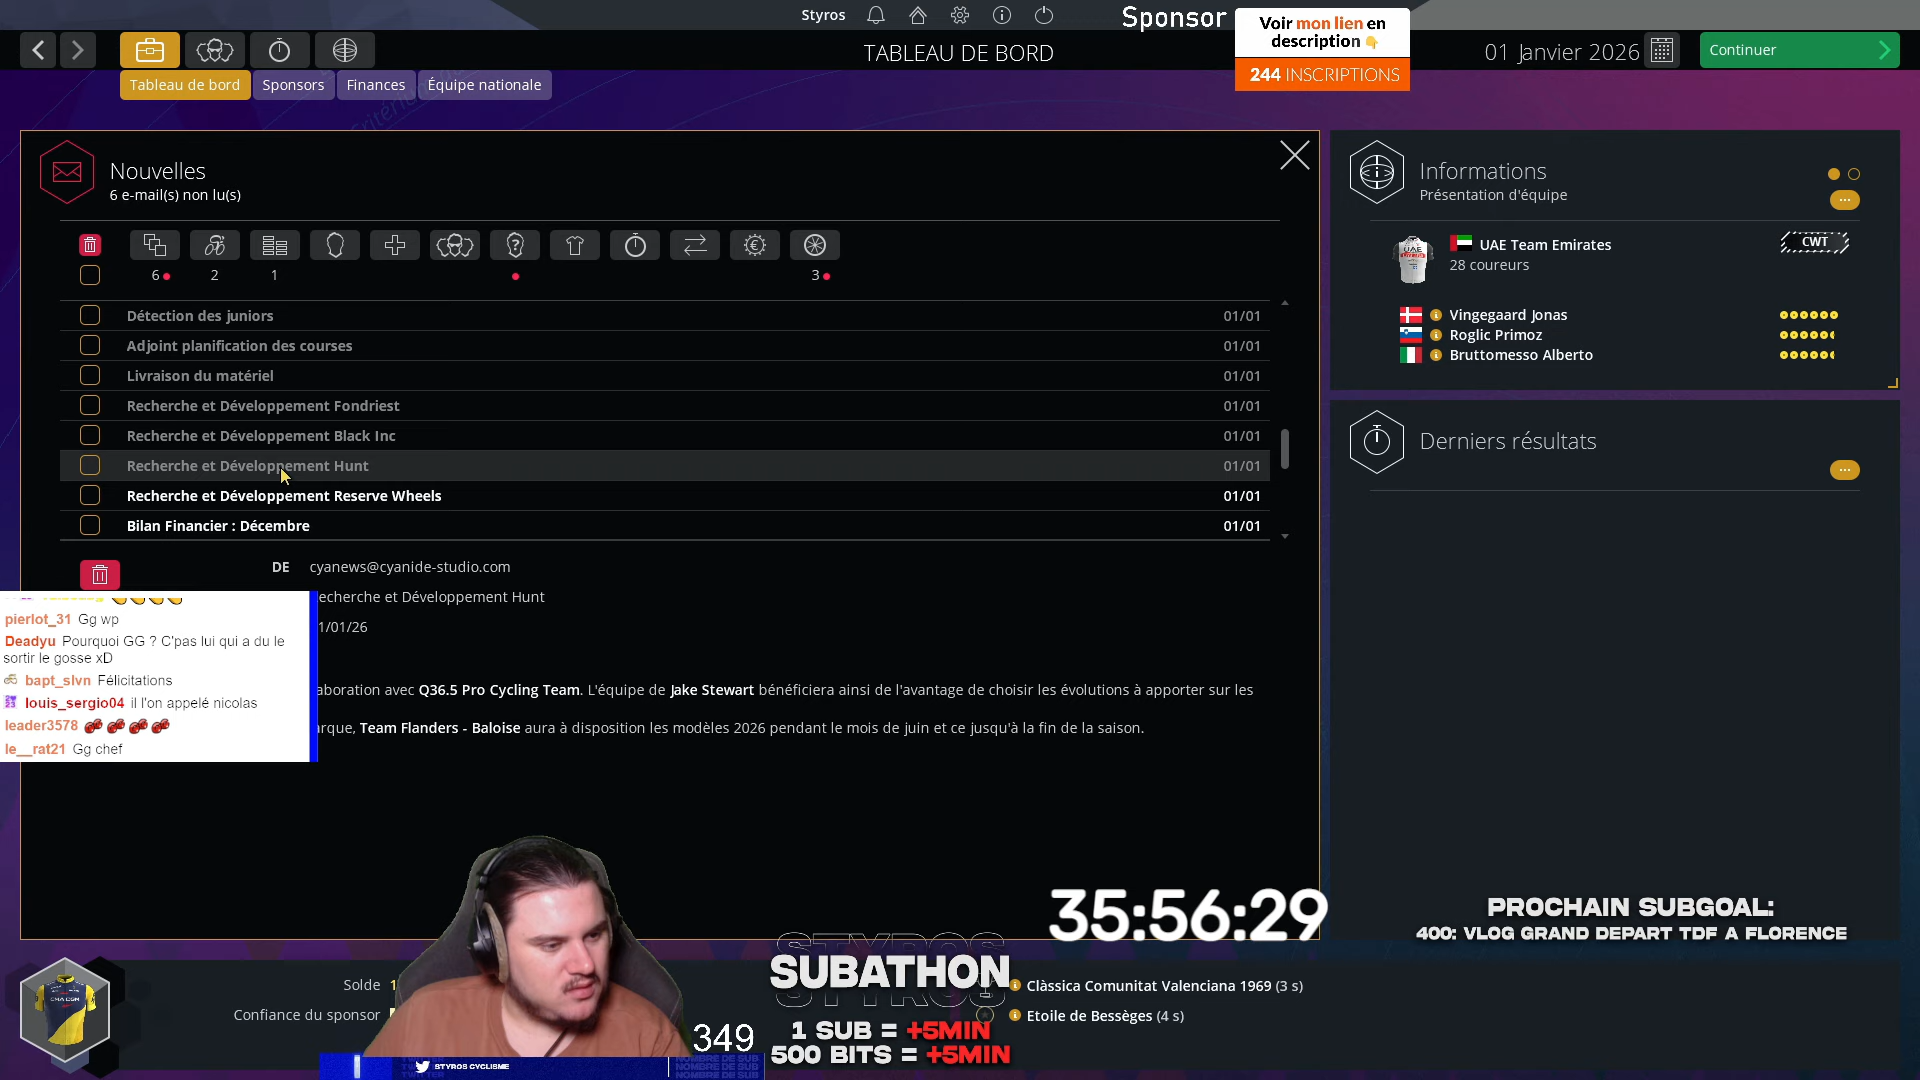 Styros
Sponsor
Voir mon lien en
description
244 INSCRIPTIONS
TABLEAU DE BORD
01 Janvier 2026
Continuer
Tableau de bord
Sponsors
Finances
Équipe nationale
Nouvelles
6 e-mail(s) non lu(s)
6
2
1
3
Détection des juniors 01/01
Adjoint planification des courses 01/01
Livraison du matériel 01/01
Recherche et Développement Fondriest 01/01
Recherche et Développement Black Inc 01/01
Recherche et Développement Hunt 01/01
Recherche et Développement Reserve Wheels 01/01
Bilan Financier : Décembre 01/01
DE cyanews@cyanide-studio.com
echerche et Développement Hunt
1/01/26
aboration avec Q36.5 Pro Cycling Team. L'équipe de Jake Stewart bénéficiera ainsi de l'avantage de choisir les évolutions à apporter sur les
arque, Team Flanders - Baloise aura à disposition les modèles 2026 pendant le mois de juin et ce jusqu'à la fin de la saison.
pierlot_31 Gg wp
Deadyu Pourquoi GG ? C'pas lui qui a du le
sortir le gosse xD
bapt_slvn Félicitations
louis_sergio04 il l'on appelé nicolas
leader3578
le__rat21 Gg chef
Informations
Présentation d'équipe
UAE Team Emirates
28 coureurs
CWT
Vingegaard Jonas
Roglic Primoz
Bruttomesso Alberto
Derniers résultats
35:56:29
PROCHAIN SUBGOAL:
400: VLOG GRAND DEPART TDF A FLORENCE
Solde 1
Confiance du sponsor
STYROS
SUBATHON
STYROS
1 SUB = +5MIN
500 BITS = +5MIN
349
Clàssica Comunitat Valenciana 1969 (3 s)
Etoile de Bessèges (4 s)
STYROS CYCLISME
NOMBRE DE SUB
CMA CGM